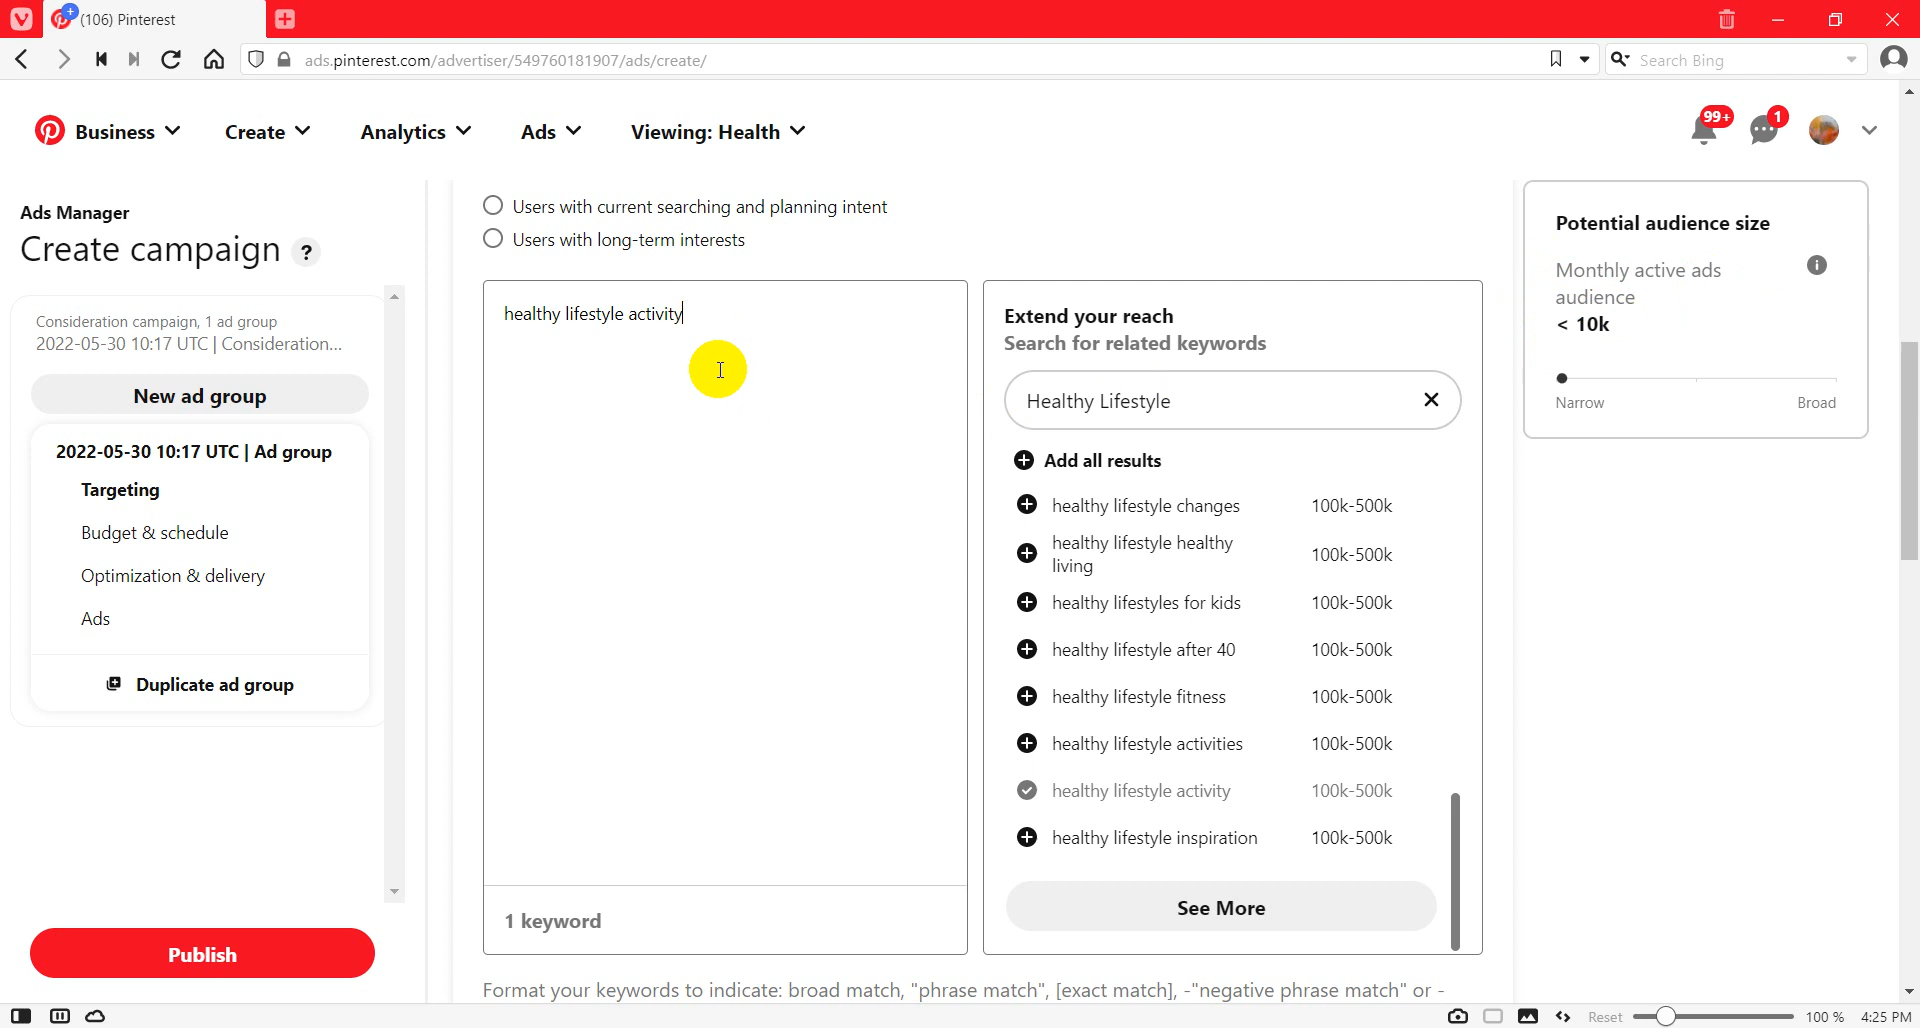 (106) Pinterest
ads.pinterest.com/advertiser/549760181907/ads/create/
Search Bing
Business
Create
Analytics
Ads
Viewing: Health
99+
1
Ads Manager
Create campaign ?
Consideration campaign, 1 ad group
2022-05-30 10:17 UTC | Consideration...
New ad group
2022-05-30 10:17 UTC | Ad group
Targeting
Budget & schedule
Optimization & delivery
Ads
Duplicate ad group
Publish
Users with current searching and planning intent
Users with long-term interests
healthy lifestyle activity
1 keyword
Extend your reach
Search for related keywords
Healthy Lifestyle
Add all results
healthy lifestyle changes 100k-500k
healthy lifestyle healthy
living 100k-500k
healthy lifestyles for kids 100k-500k
healthy lifestyle after 40 100k-500k
healthy lifestyle fitness 100k-500k
healthy lifestyle activities 100k-500k
healthy lifestyle activity 100k-500k
healthy lifestyle inspiration 100k-500k
See More
Format your keywords to indicate: broad match, "phrase match", [exact match], -"negative phrase match" or -
Potential audience size
Monthly active ads
audience
< 10k
Narrow
Broad
Reset
100 %
4:25 PM